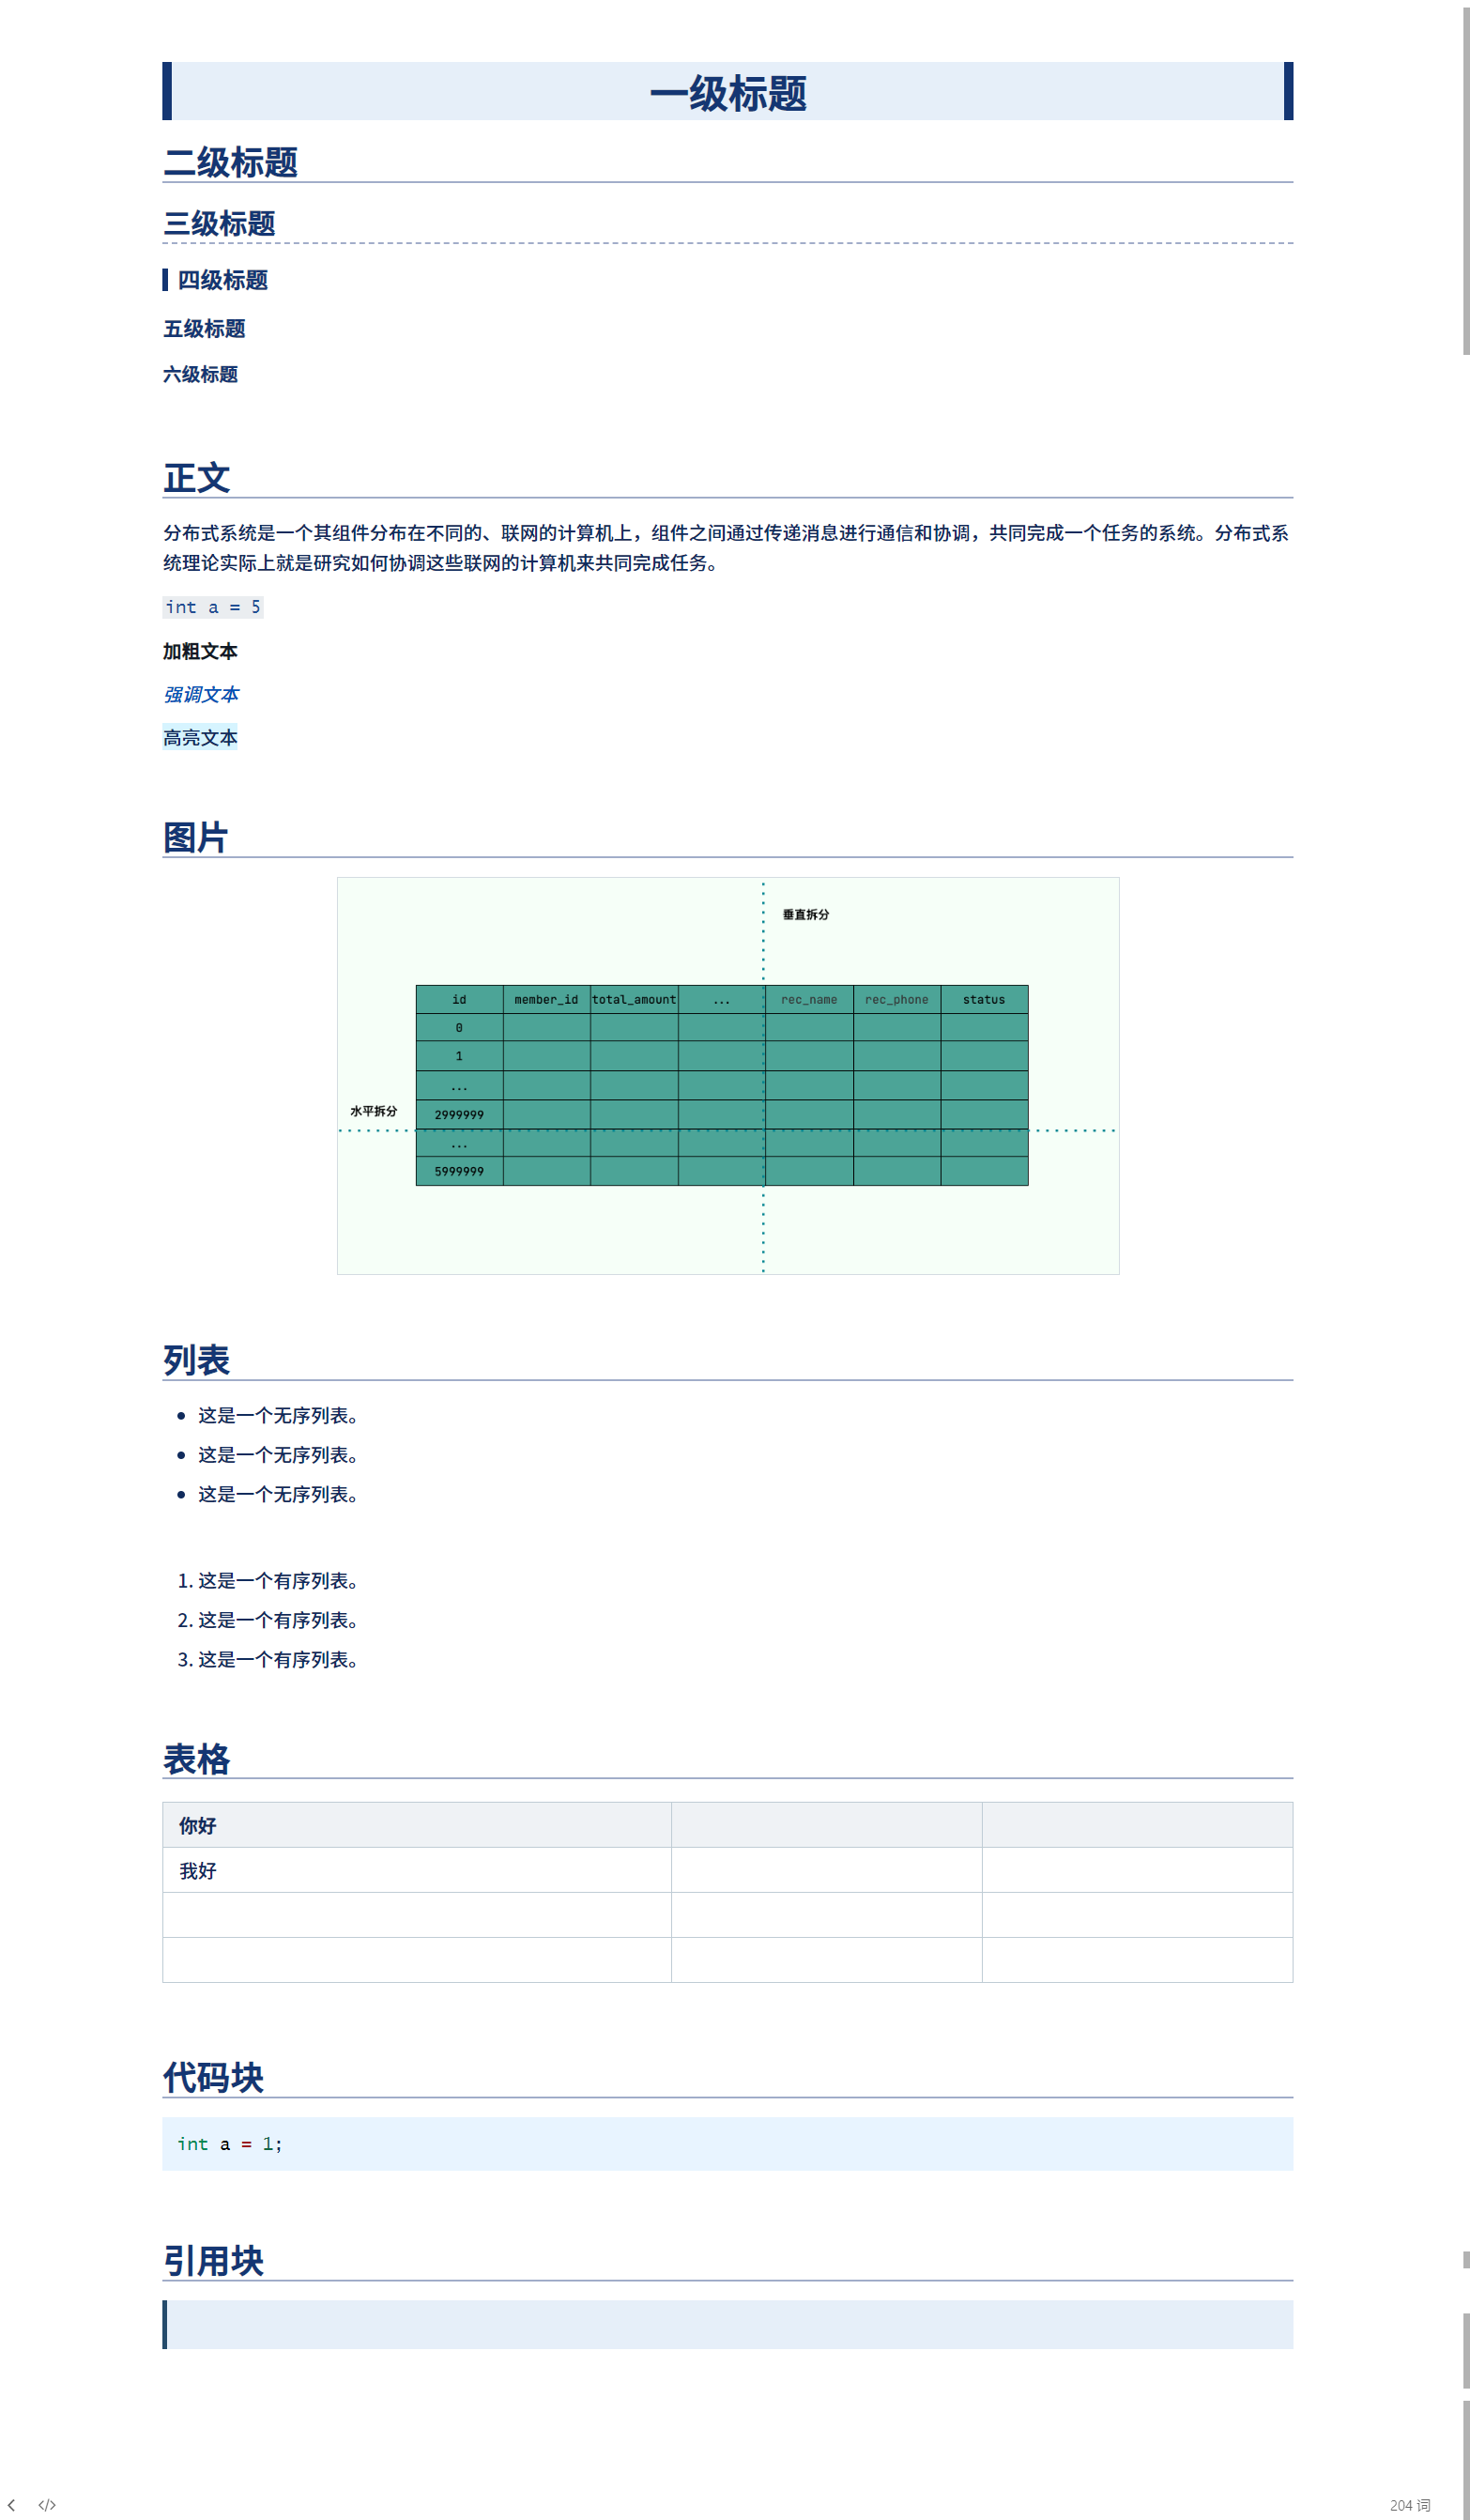 一级标题
二级标题
三级标题
四级标题
五级标题
六级标题
正文
分布式系统是一个其组件分布在不同的、联网的计算机上，组件之间通过传递消息进行通信和协调，共同完成一个任务的系统。分布式系
统理论实际上就是研究如何协调这些联网的计算机来共同完成任务。
int a = 5
加粗文本
强调文本
高亮文本
图片
垂直拆分
id member_id total_amount ... rec_name rec_phone status
0
1
...
水平拆分
2999999
...
5999999
列表
• 这是一个无序列表。
• 这是一个无序列表。
• 这是一个无序列表。
1. 这是一个有序列表。
2. 这是一个有序列表。
3. 这是一个有序列表。
表格
你好
我好
代码块
int a = 1;
引用块
204 词